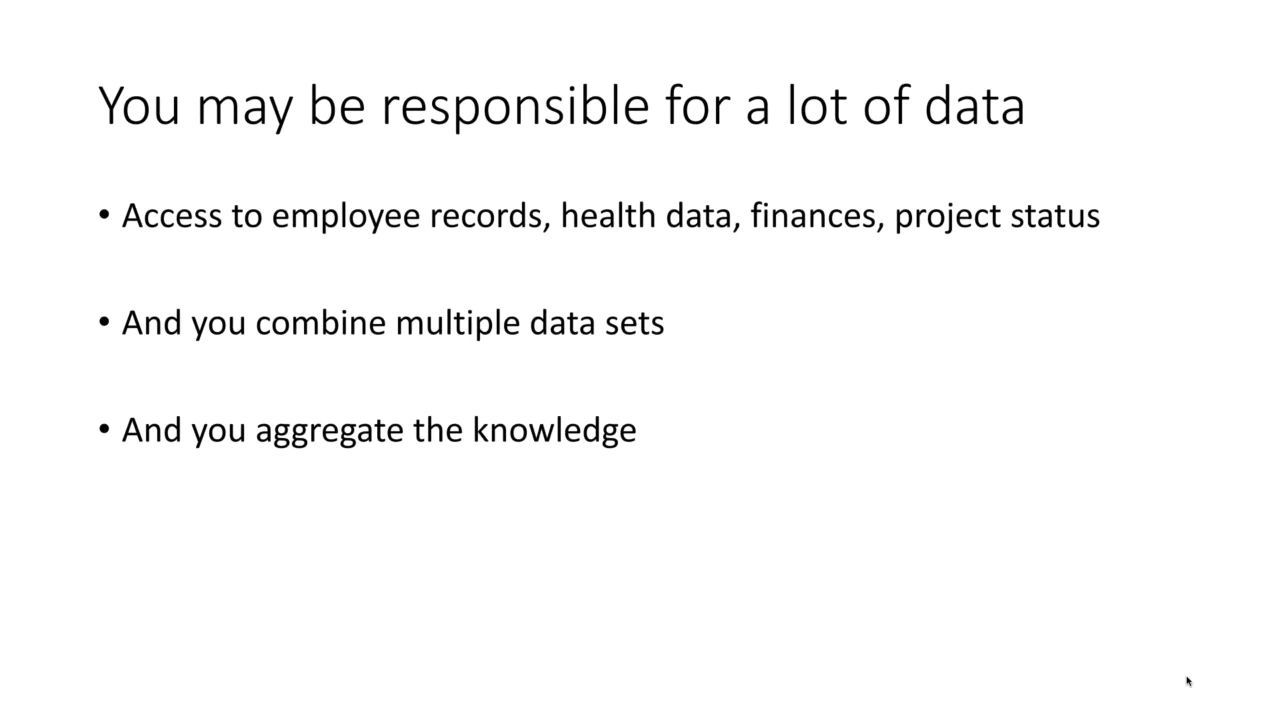 You may be responsible for a lot of data
• Access to employee records, health data, finances, project status
• And you combine multiple data sets
• And you aggregate the knowledge